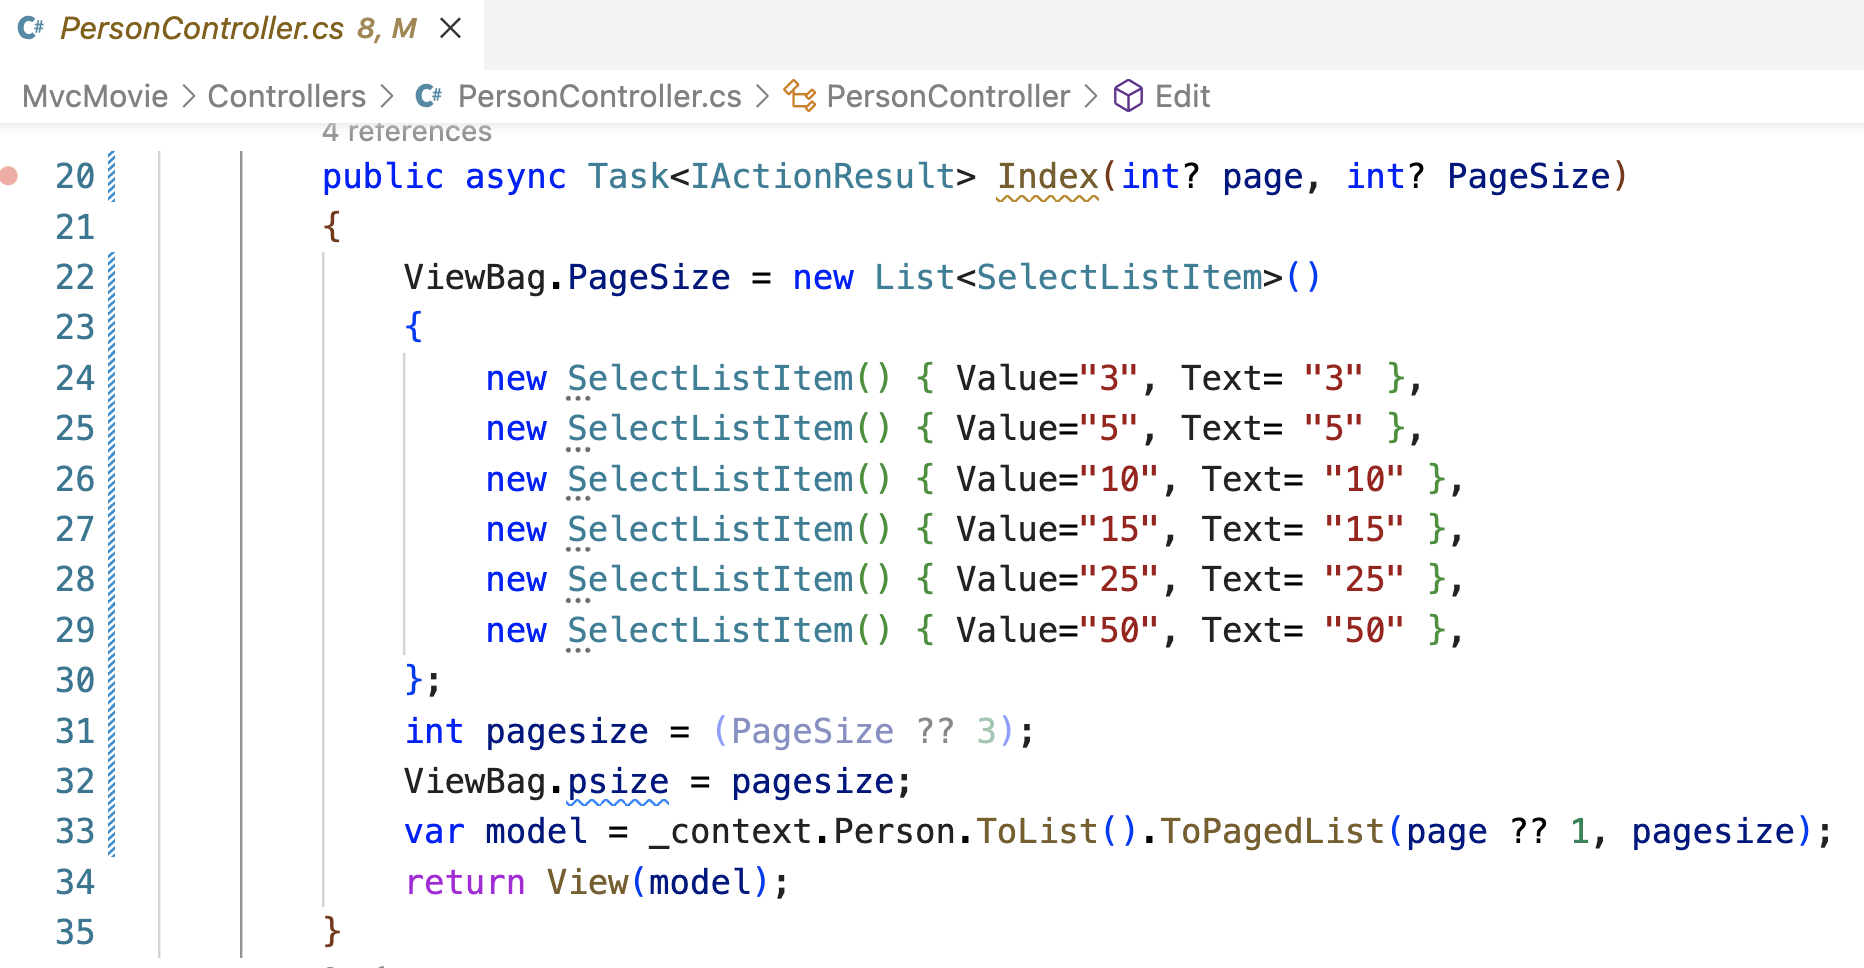 C# PersonController.cs 8, M
MvcMovie > Controllers > C# PersonController.cs > PersonController > Edit
4 references
20 public async Task<IActionResult> Index(int? page, int? PageSize)
21 {
22 ViewBag.PageSize = new List<SelectListItem>()
23 {
24 new SelectListItem() { Value="3", Text= "3" },
25 new SelectListItem() { Value="5", Text= "5" },
26 new SelectListItem() { Value="10", Text= "10" },
27 new SelectListItem() { Value="15", Text= "15" },
28 new SelectListItem() { Value="25", Text= "25" },
29 new SelectListItem() { Value="50", Text= "50" },
30 };
31 int pagesize = (PageSize ?? 3);
32 ViewBag.psize = pagesize;
33 var model = _context.Person.ToList().ToPagedList(page ?? 1, pagesize);
34 return View(model);
35 }